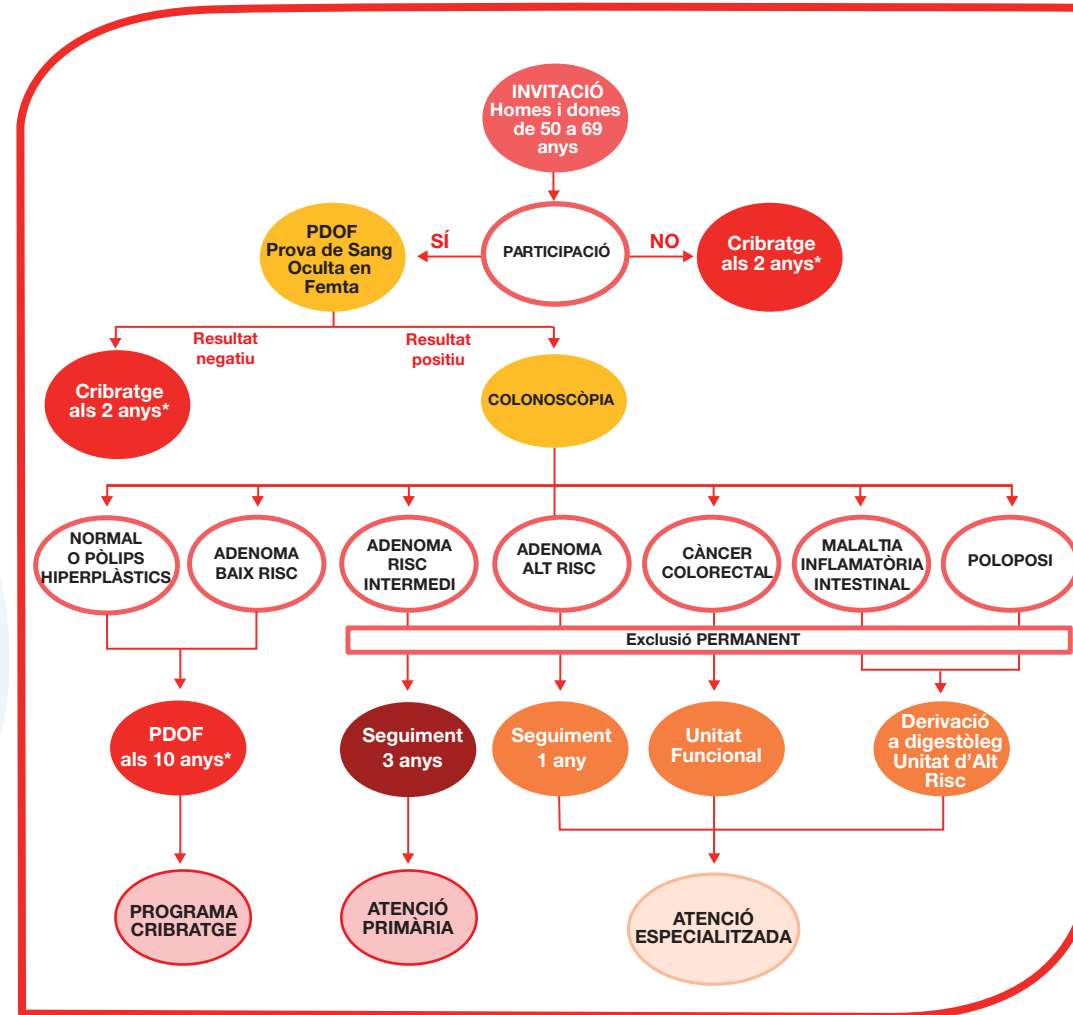 INVITACIÓ
Homes i dones
de 50 a 69
anys
PDOF
Prova de Sang
Oculta en
Femta
SÍ
PARTICIPACIÓ
NO
Cribratge
als 2 anys*
Resultat
negatiu
Resultat
positiu
Cribratge
als 2 anys*
COLONOSCÒPIA
NORMAL
O PÒLIPS
HIPERPLÀSTICS
ADENOMA
BAIX RISC
ADENOMA
RISC
INTERMEDI
ADENOMA
ALT RISC
CÀNCER
COLORECTAL
MALALTIA
INFLAMATÒRIA
INTESTINAL
POLOPOSI
Exclusió PERMANENT
PDOF
als 10 anys*
Seguiment
3 anys
Seguiment
1 any
Unitat
Funcional
Derivació
a digestòleg
Unitat d'Alt
Risc
PROGRAMA
CRIBRATGE
ATENCIÓ
PRIMÀRIA
ATENCIÓ
ESPECIALITZADA